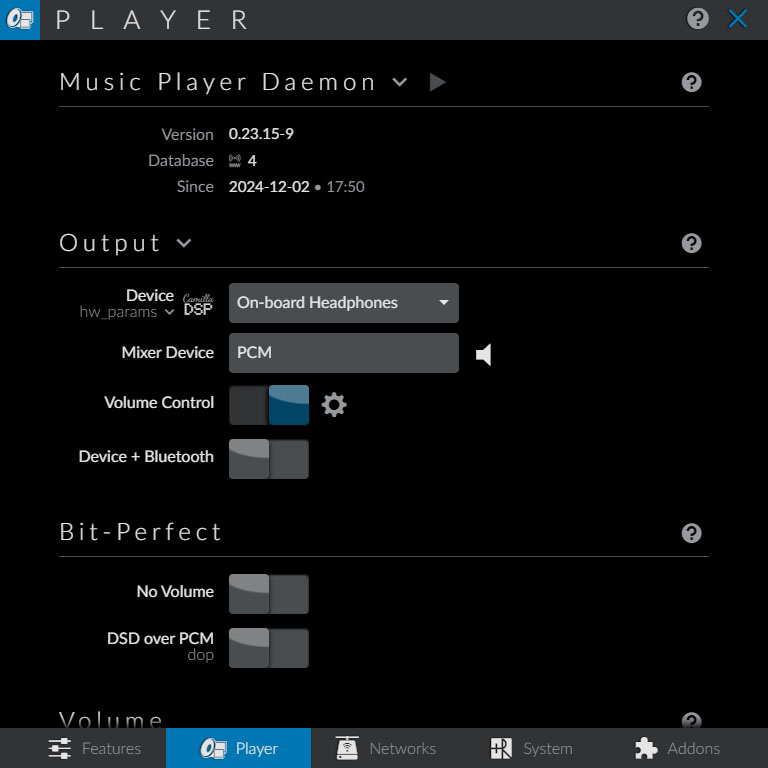 PLAYER
Music Player Daemon
Version 0.23.15-9
Database 4
Since 2024-12-02 • 17:50
Output
Device Camilla DSP On-board Headphones
hw_params
Mixer Device PCM
Volume Control
Device + Bluetooth
Bit-Perfect
No Volume
DSD over PCM
dop
Volume
Features Player Networks System Addons